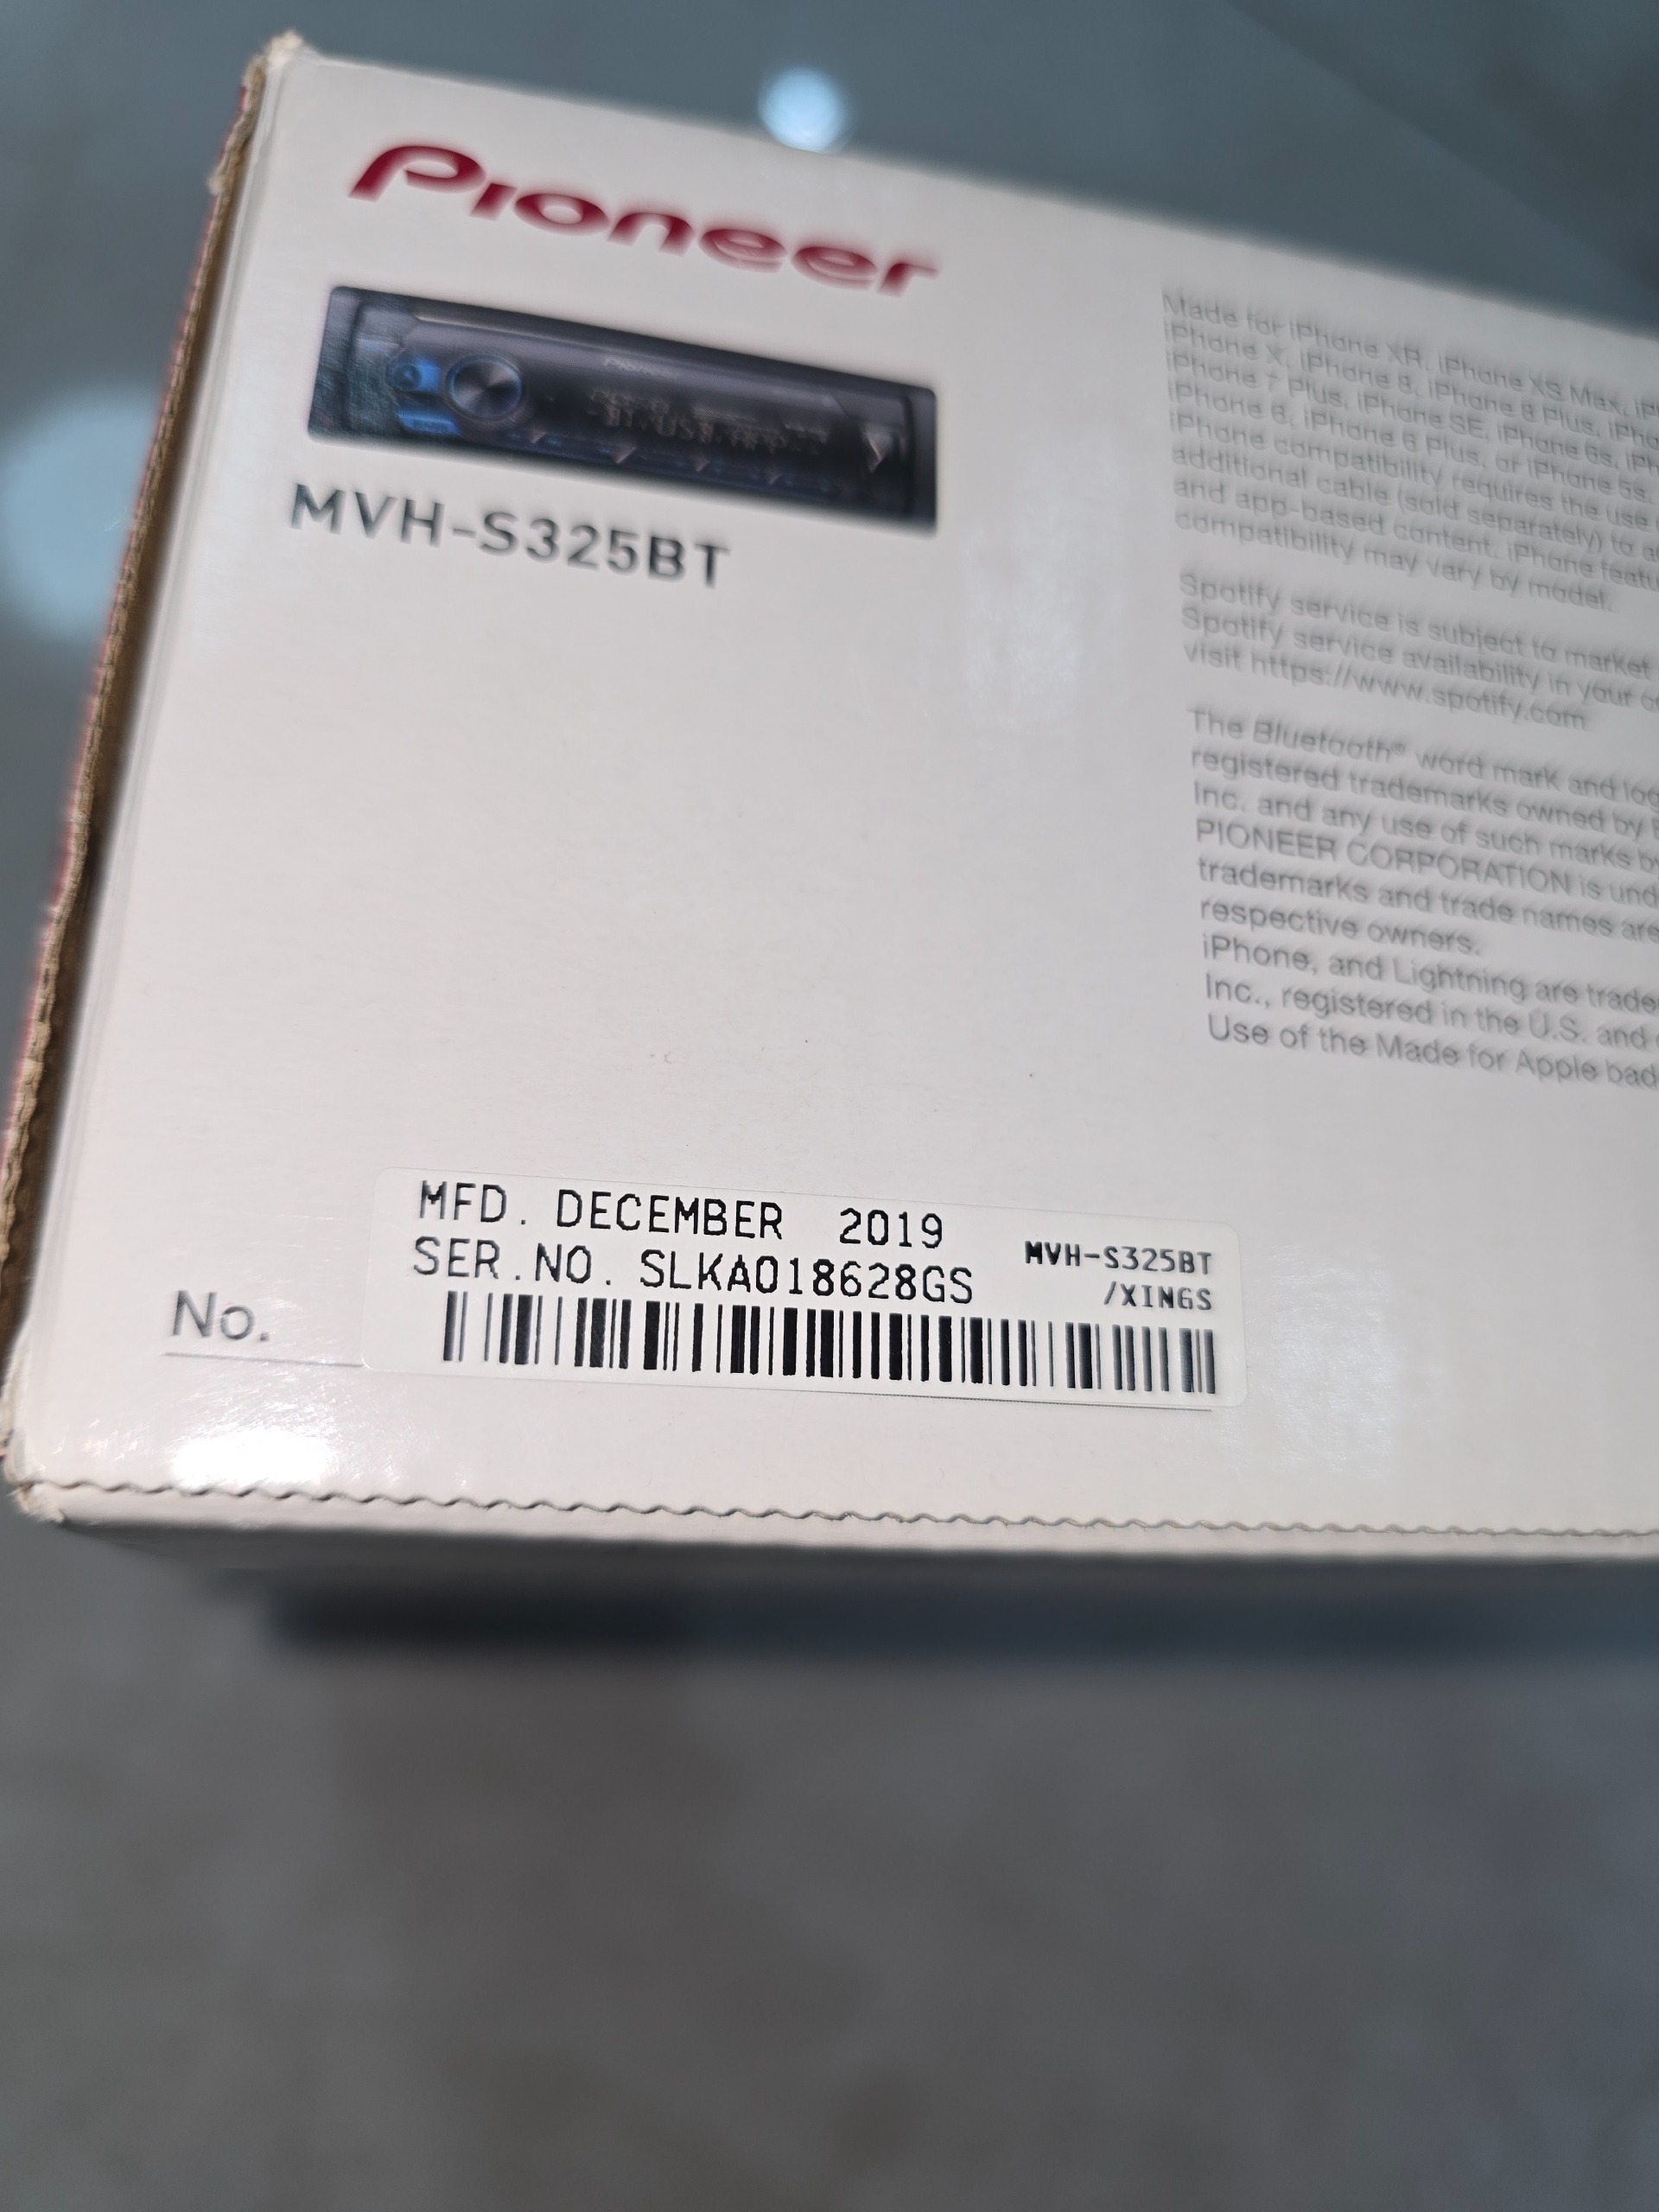 Pioneer
Pioneer
MVH-S325BT
Made for iPhone XR, iPhone XS Max,
iPhone X, iPhone 8, iPhone 8 Plus,
iPhone 7 Plus, iPhone SE, iPhone 6s,
iPhone 6, iPhone 6 Plus, or iPhone 5s.
iPhone compatibility requires the use
additional cable (sold separately) to
and app-based content. iPhone
compatibility may vary by model.
Spotify service is subject to market
Spotify service availability in your
visit https://www.spotify.com
The Bluetooth® word mark and
registered trademarks owned by
Inc. and any use of such marks
PIONEER CORPORATION is
trademarks and trade names are
respective owners.
iPhone, and Lightning are
Inc., registered in the U.S. and
Use of the Made for Apple
MFD. DECEMBER 2019
SER.NO. SLKA018628GS
MVH-S325BT
/XINGS
No.